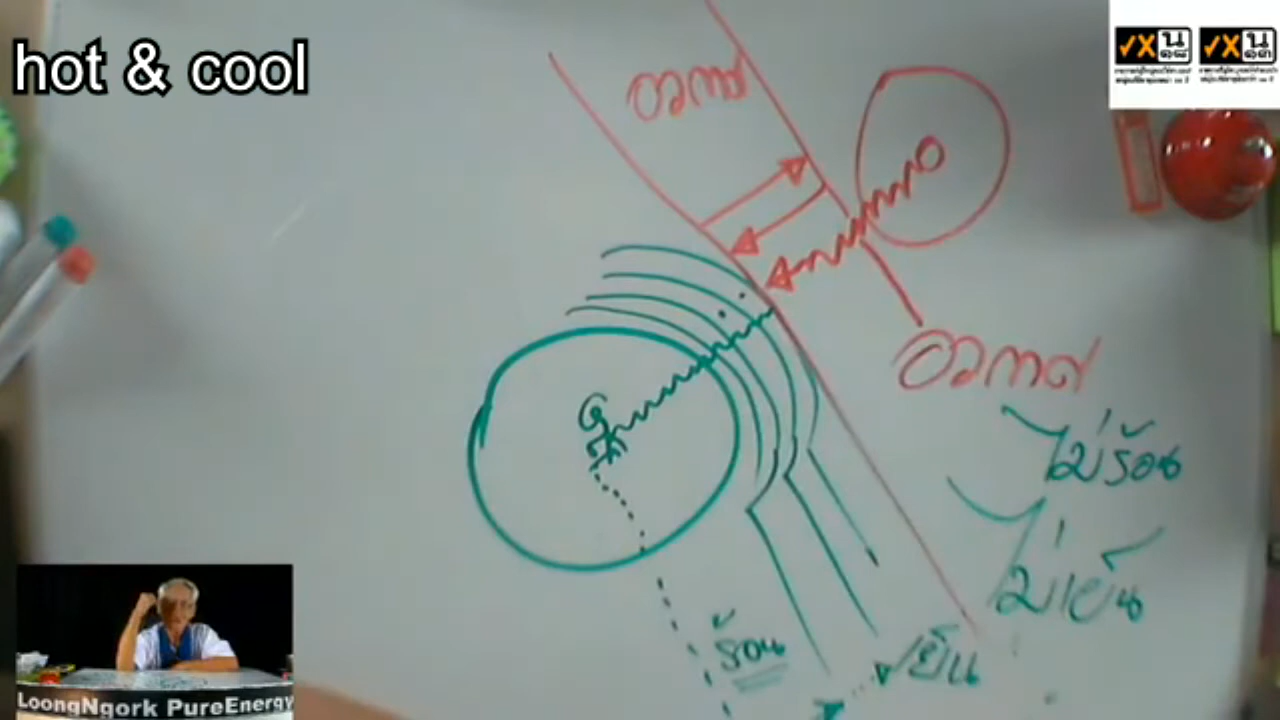 hot & cool
อวกาศ
อวกาศ
ไม่ร้อน
ไม่เย็น
ร้อน
เย็น
LoongNgork PureEnergy